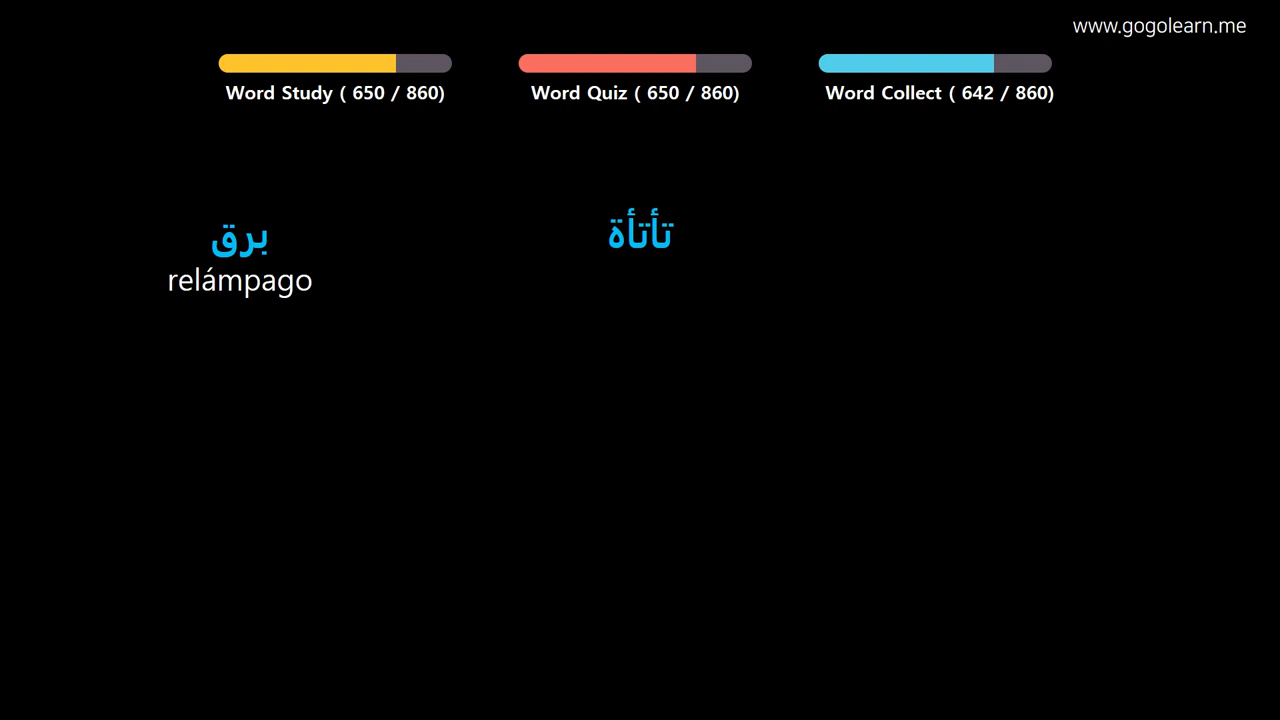 www.gogolearn.me
Word Study ( 650 / 860)
Word Quiz ( 650 / 860)
Word Collect ( 642 / 860)
برق
relámpago
تأتأة